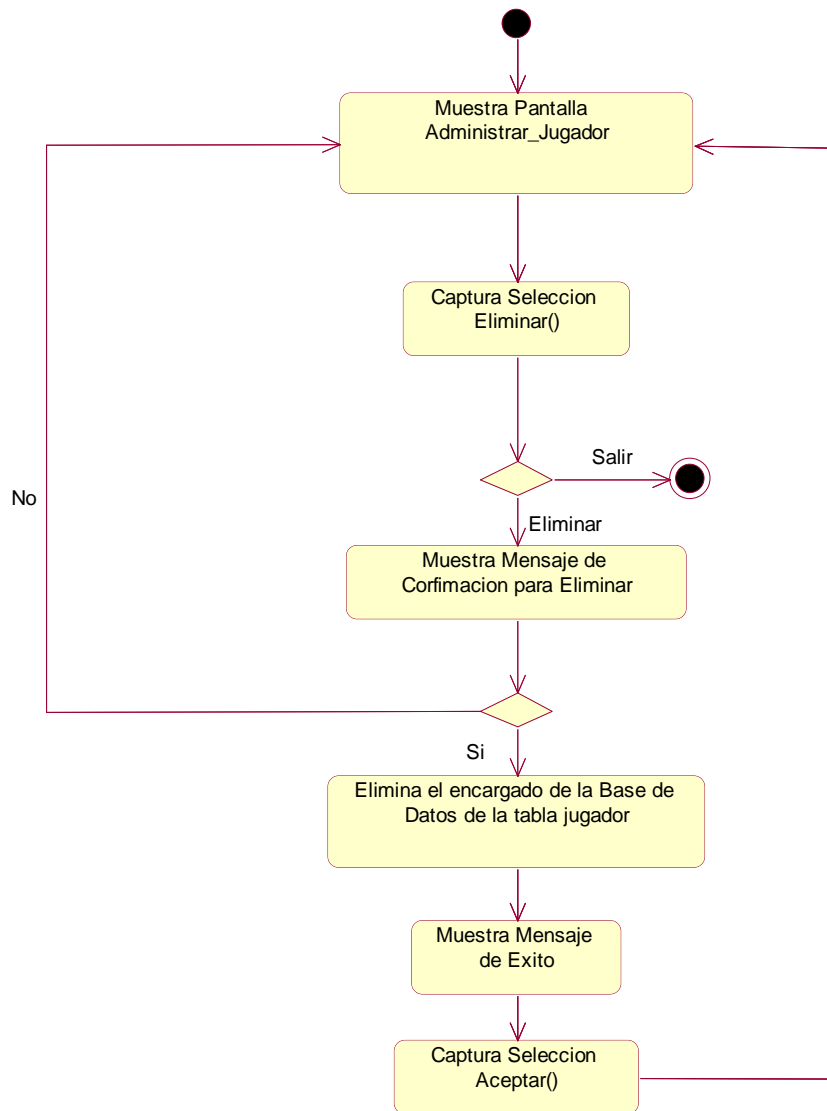 Muestra Pantalla
Administrar_Jugador
Captura Seleccion
Eliminar()
Salir
No
Eliminar
Muestra Mensaje de
Corfimacion para Eliminar
Si
Elimina el encargado de la Base de
Datos de la tabla jugador
Muestra Mensaje
de Exito
Captura Seleccion
Aceptar()